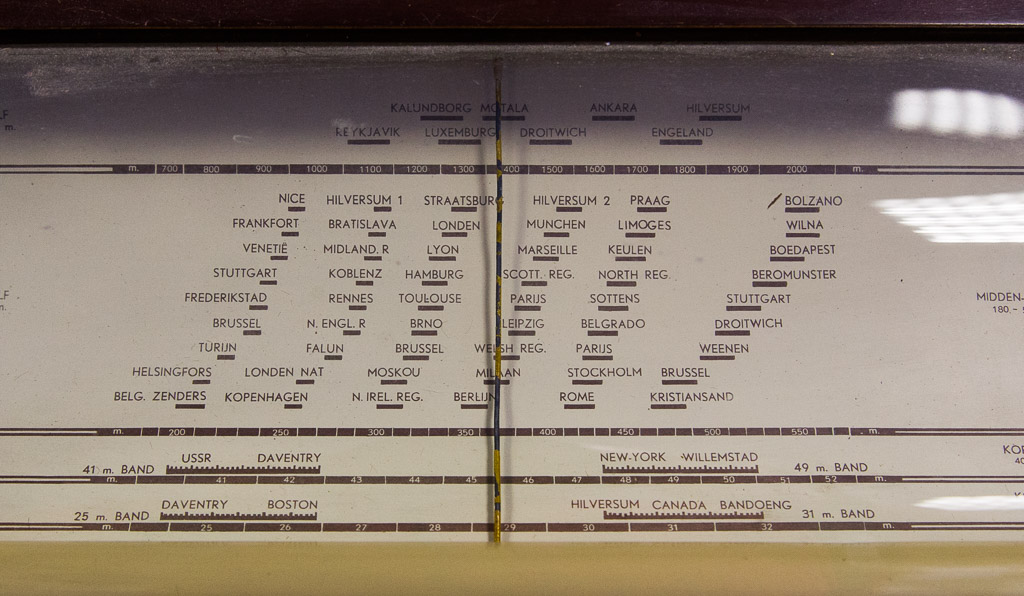 KALUNDBORG MOTALA ANKARA HILVERSUM
LF
m.
REYKJAVIK LUXEMBURG DROITWICH ENGELAND
m. 700 800 900 1000 1100 1200 1300 1400 1500 1600 1700 1800 1900 2000 m.
NICE HILVERSUM 1 STRAATSBURG HILVERSUM 2 PRAAG BOLZANO
FRANKFORT BRATISLAVA LONDEN MUNCHEN LIMOGES WILNA
VENETIË MIDLAND. R LYON MARSEILLE KEULEN BOEDAPEST
STUTTGART KOBLENZ HAMBURG SCOTT. REG. NORTH REG. BEROMUNSTER
LF FREDERIKSTAD RENNES TOULOUSE PARIJS SOTTENS STUTTGART MIDDEN-
180.-
BRUSSEL N. ENGL. R BRNO LEIPZIG BELGRADO DROITWICH
TURIJN FALUN BRUSSEL WELSH REG. PARIJS WEENEN
HELSINGFORS LONDEN NAT MOSKOU MILAAN STOCKHOLM BRUSSEL
BELG. ZENDERS KOPENHAGEN N. IREL. REG. BERLIJN ROME KRISTIANSAND
m. 200 250 300 350 400 450 500 550 m.
USSR DAVENTRY NEW-YORK WILLEMSTAD KO
41 m. BAND 49 m. BAND
m. 41 42 43 44 45 46 47 48 49 50 51 52 m.
DAVENTRY BOSTON HILVERSUM CANADA BANDOENG
25 m. BAND 31 m. BAND
m. 25 26 27 28 29 30 31 32 m.